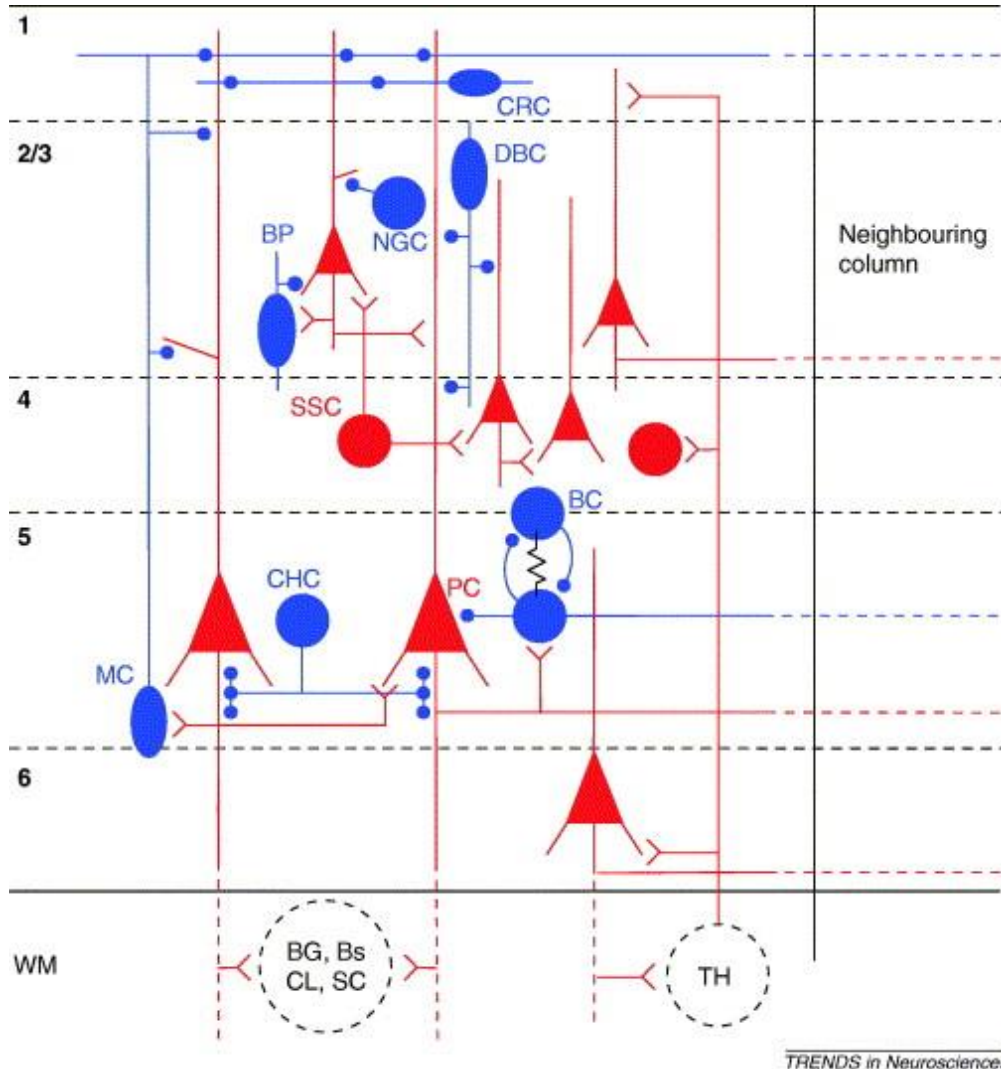 1
CRC
2/3
DBC
NGC
BP
Neighbouring
column
4
SSC
5
BC
CHC
PC
MC
6
WM
BG, Bs
CL, SC
TH
TRENDS in Neuroscience